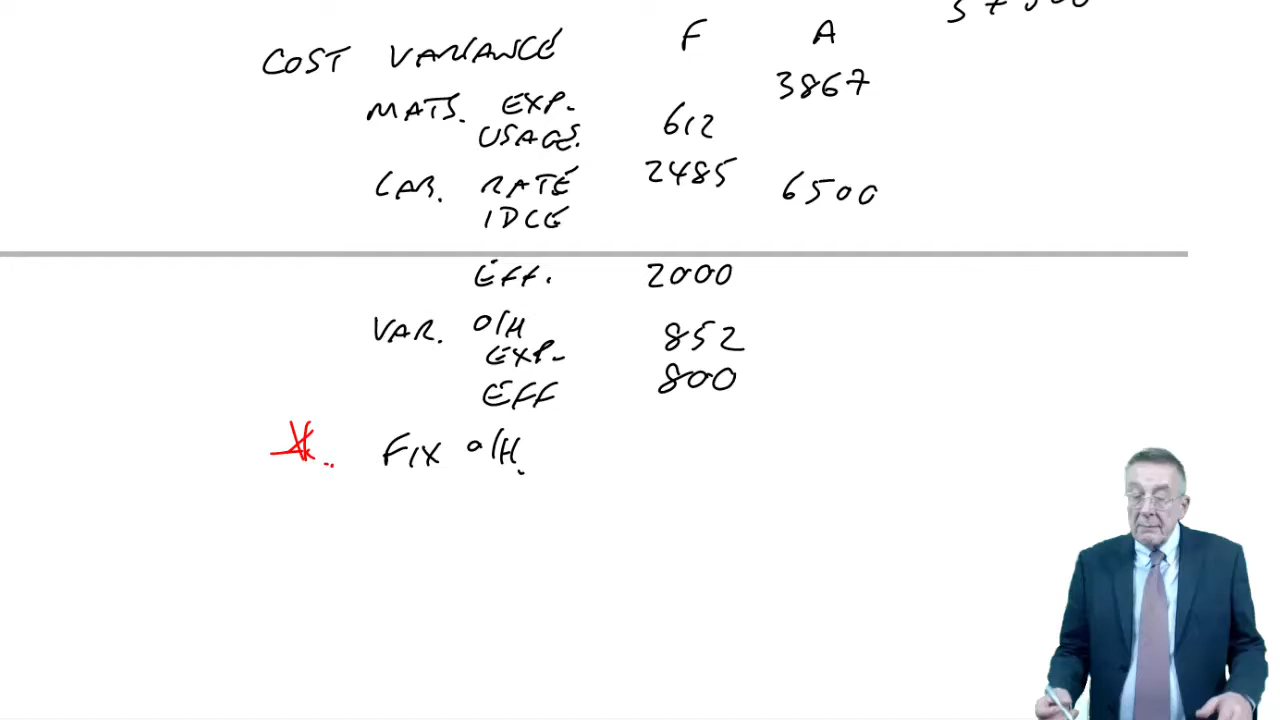 COST VARIANCE F A
MATS. EXP. 3867
USAGE. 612
LAB. RATE 2485
IDLE 6500
EFF. 2000
VAR. O/H
EXP. 852
EFF 800
FIX O/H.